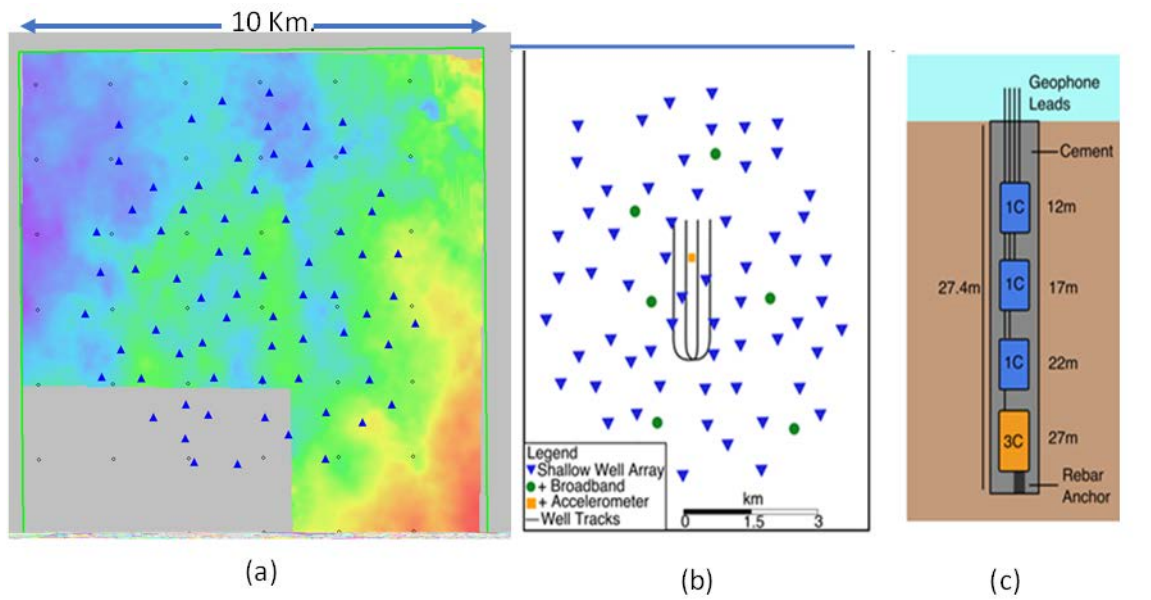 10 Km.
Legend
Shallow Well Array
+ Broadband
+ Accelerometer
Well Tracks
km
0 1.5 3
Geophone
Leads
Cement
1C 12m
1C 17m
27.4m
1C 22m
3C 27m
Rebar
Anchor
(a) (b) (c)